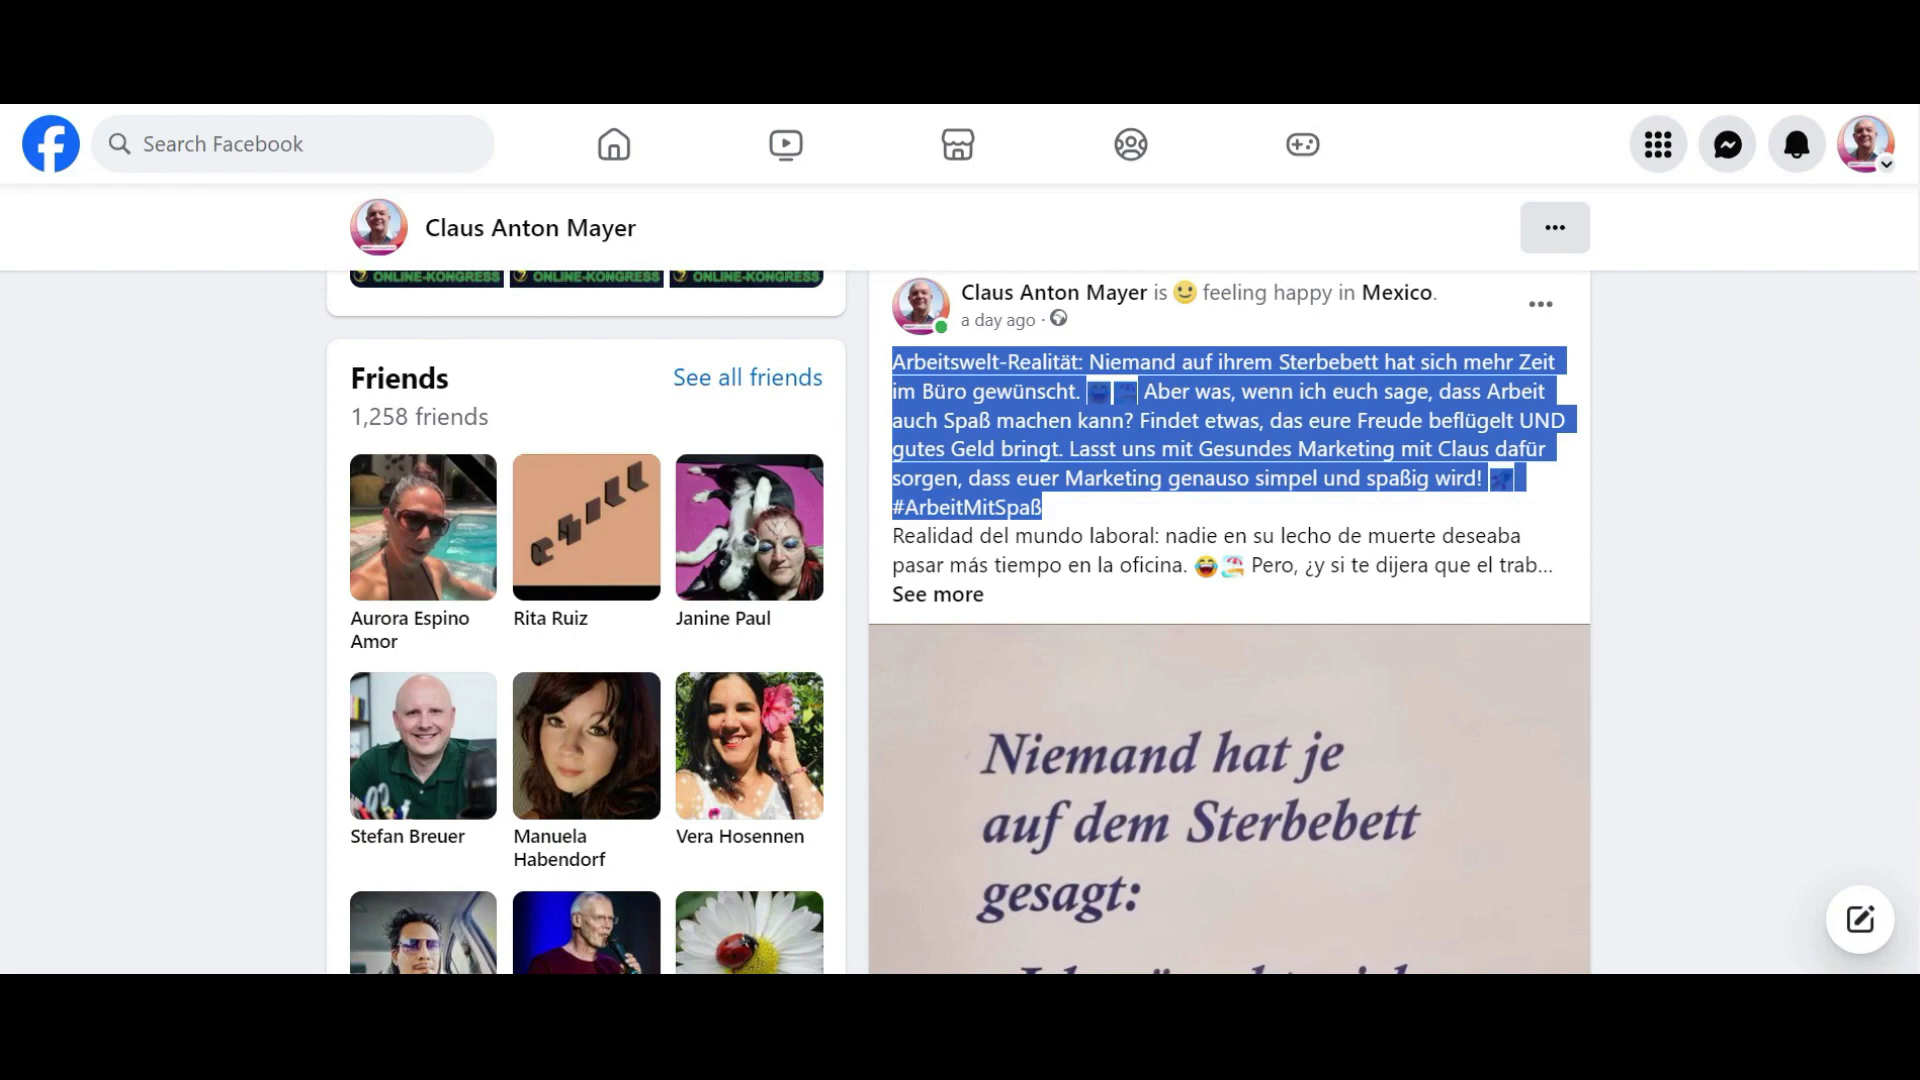 Search Facebook
Claus Anton Mayer
ONLINE-KONGRESS ONLINE-KONGRESS ONLINE-KONGRESS
Friends
See all friends
1,258 friends
CHILL
Aurora Espino
Amor
Rita Ruiz
Janine Paul
Stefan Breuer
Manuela
Habendorf
Vera Hosennen
Claus Anton Mayer is 🙂 feeling happy in Mexico.
a day ago ·
Arbeitswelt-Realität: Niemand auf ihrem Sterbebett hat sich mehr Zeit
im Büro gewünscht. 😂🏖️ Aber was, wenn ich euch sage, dass Arbeit
auch Spaß machen kann? Findet etwas, das eure Freude beflügelt UND
gutes Geld bringt. Lasst uns mit Gesundes Marketing mit Claus dafür
sorgen, dass euer Marketing genauso simpel und spaßig wird!
#ArbeitMitSpaß
Realidad del mundo laboral: nadie en su lecho de muerte deseaba
pasar más tiempo en la oficina. 😂🏖️ Pero, ¿y si te dijera que el trab...
See more
Niemand hat je
auf dem Sterbebett
gesagt: